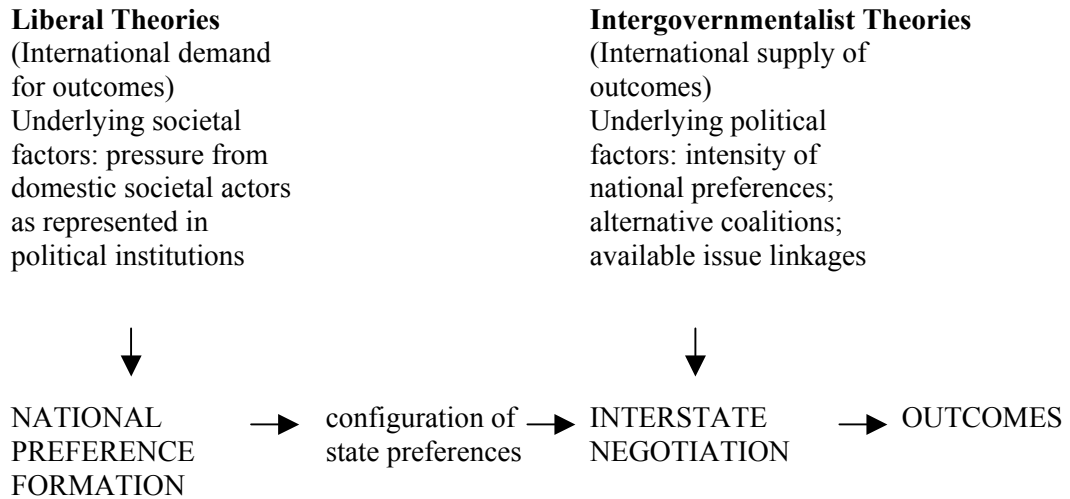 Liberal Theories
(International demand
for outcomes)
Underlying societal
factors: pressure from
domestic societal actors
as represented in
political institutions
Intergovernmentalist Theories
(International supply of
outcomes)
Underlying political
factors: intensity of
national preferences;
alternative coalitions;
available issue linkages
NATIONAL
PREFERENCE
FORMATION
configuration of
state preferences
INTERSTATE
NEGOTIATION
OUTCOMES